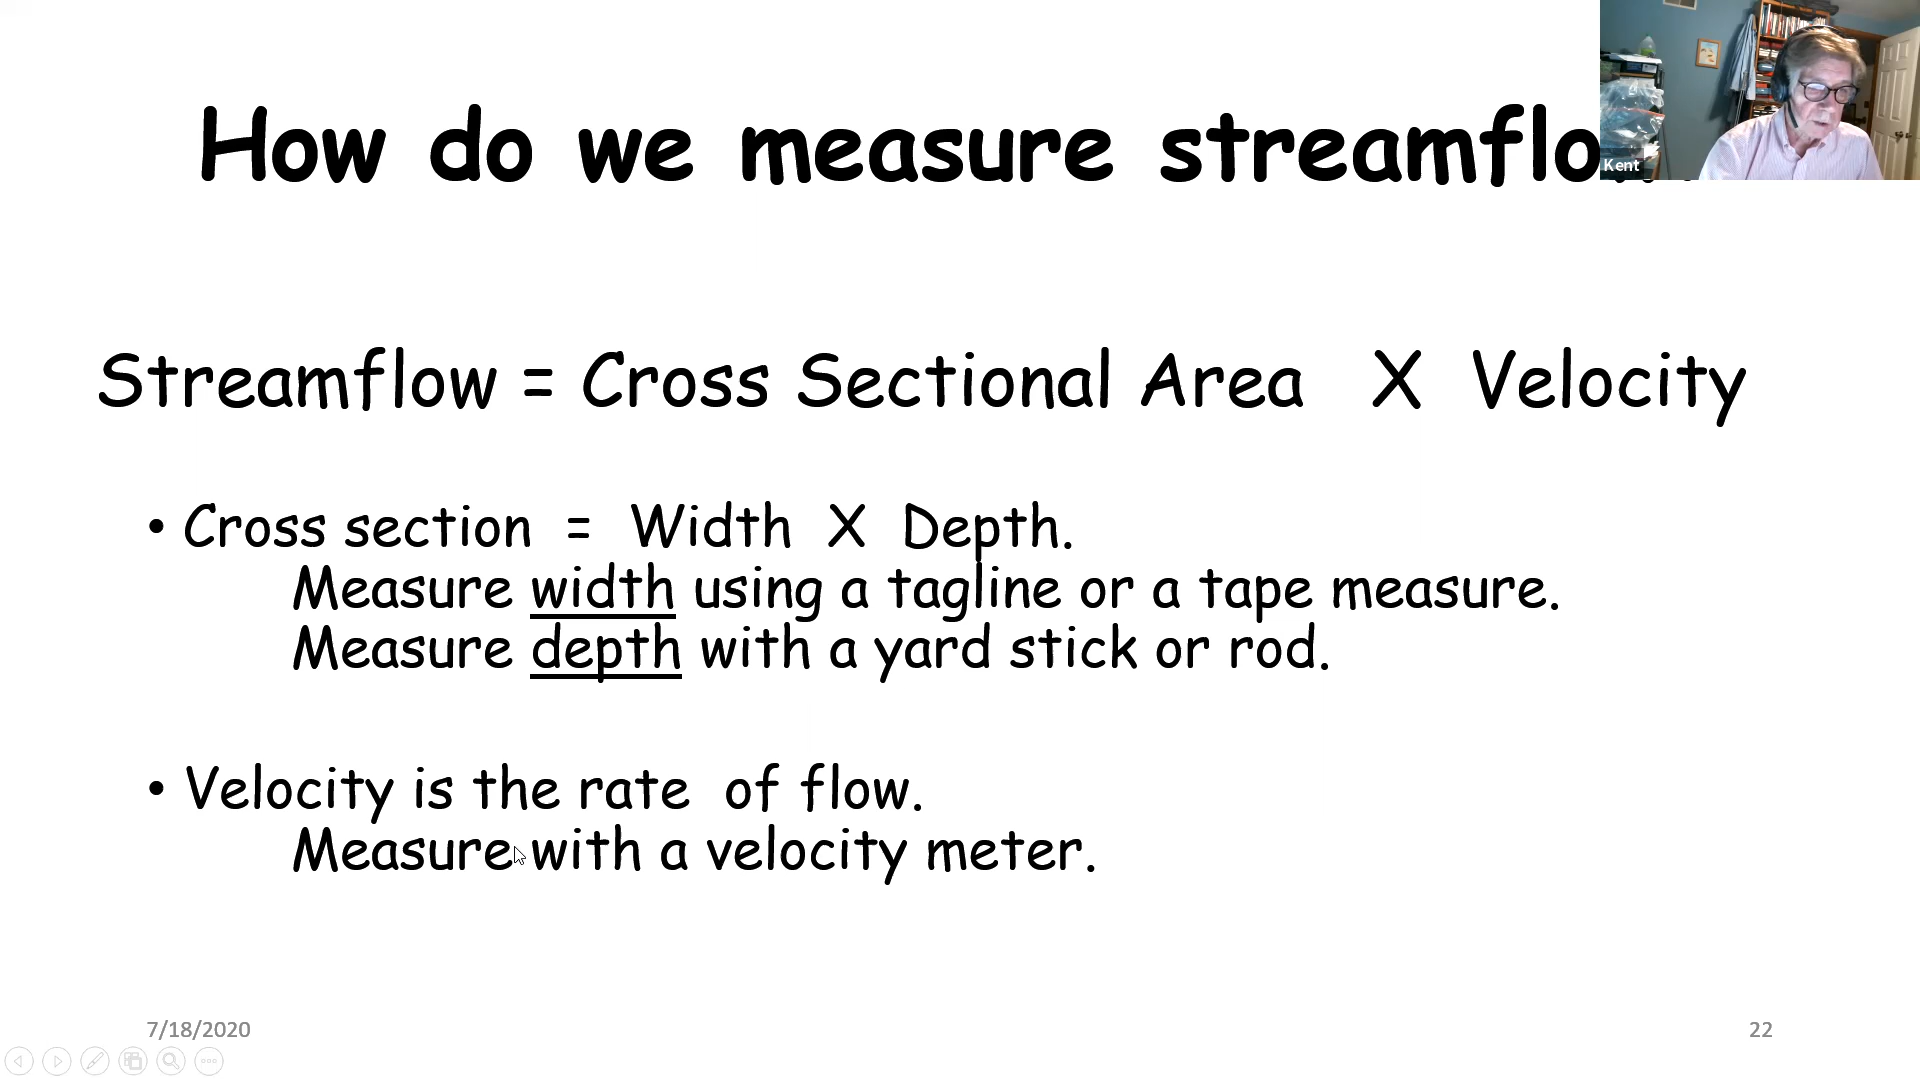 How do we measure streamflo
Kent
Streamflow = Cross Sectional Area X Velocity
• Cross section = Width X Depth.
Measure width using a tagline or a tape measure.
Measure depth with a yard stick or rod.
• Velocity is the rate of flow.
Measure with a velocity meter.
7/18/2020
22